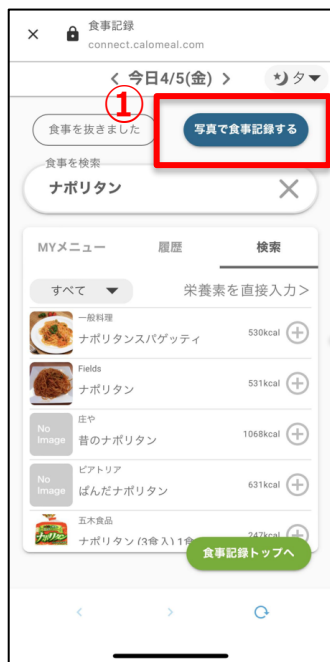 食事記録
connect.calomeal.com
今日4/5(金)
夕
①
食事を抜きました
写真で食事記録する
食事を検索
ナポリタン
MYメニュー 履歴 検索
すべて 栄養素を直接入力>
一般料理
ナポリタンスパゲッティ 530kcal
Fields
ナポリタン 531kcal
No Image
庄や
昔のナポリタン 1068kcal
No Image
ピアトリア
ぱんだナポリタン 631kcal
五木食品
ナポリタン
ナポリタン (3食入) 1食 247kcal
食事記録トップへ